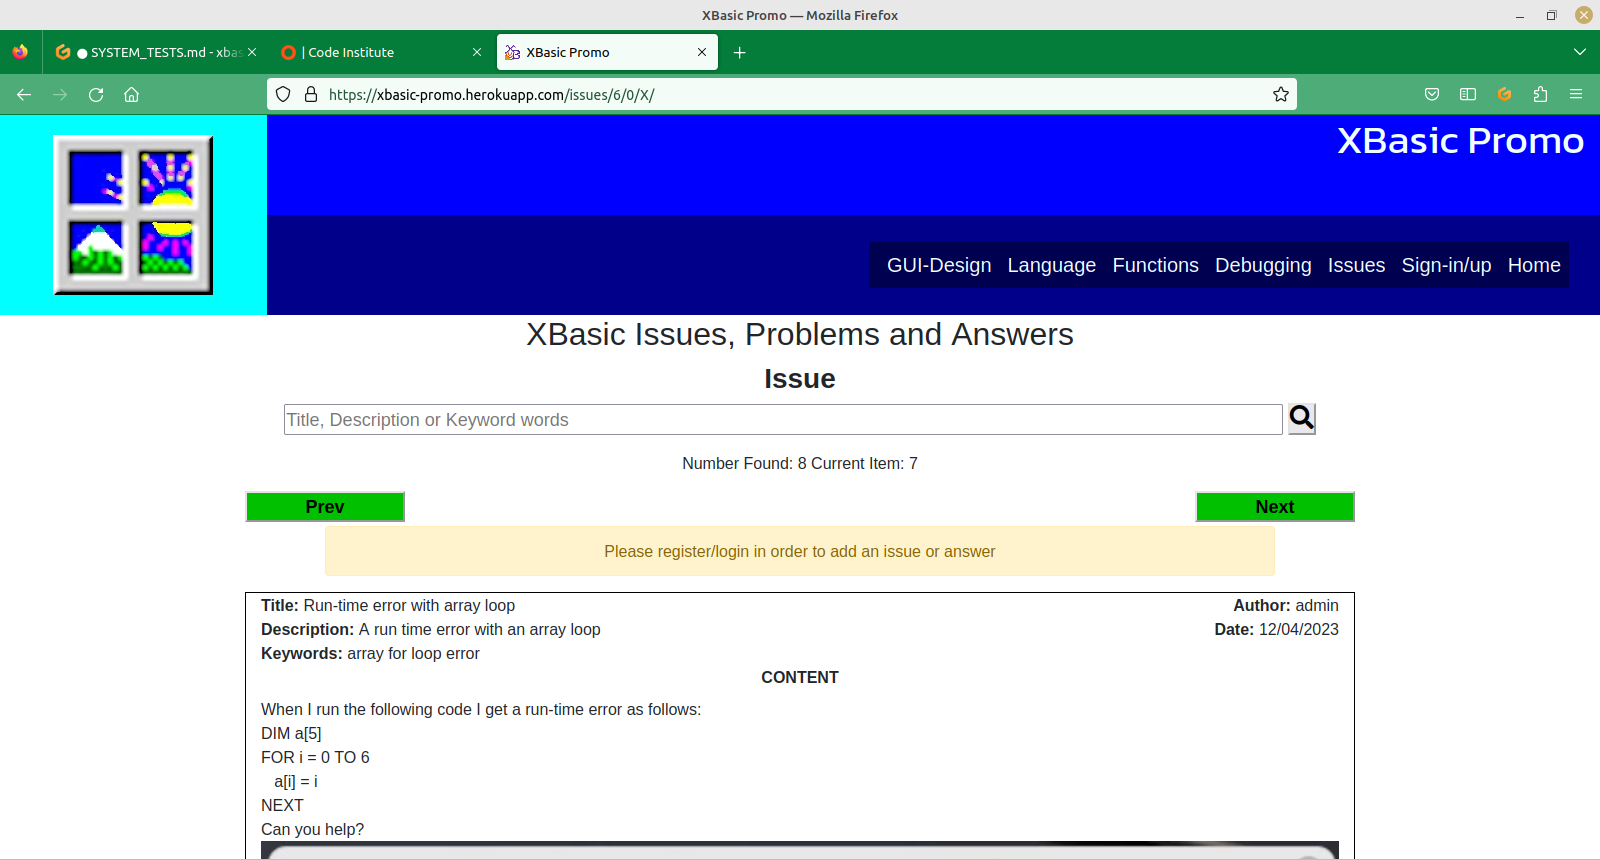 XBasic Promo — Mozilla Firefox
SYSTEM_TESTS.md - xbas
| Code Institute
XBasic Promo
https://xbasic-promo.herokuapp.com/issues/6/0/X/
XBasic Promo
GUI-Design Language Functions Debugging Issues Sign-in/up Home
XBasic Issues, Problems and Answers
Issue
Title, Description or Keyword words
Number Found: 8 Current Item: 7
Prev
Next
Please register/login in order to add an issue or answer
Title: Run-time error with array loop
Author: admin
Description: A run time error with an array loop
Date: 12/04/2023
Keywords: array for loop error
CONTENT
When I run the following code I get a run-time error as follows:
DIM a[5]
FOR i = 0 TO 6
a[i] = i
NEXT
Can you help?